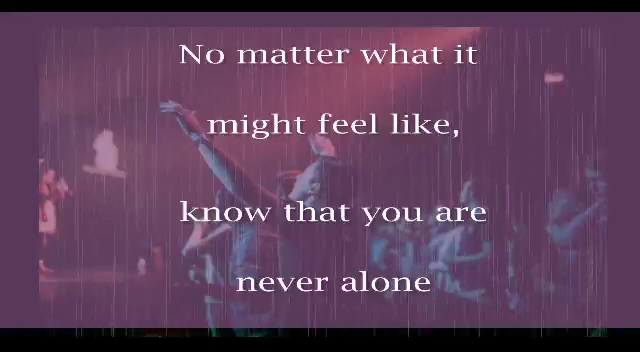 No matter what it
might feel like,
know that you are
never alone